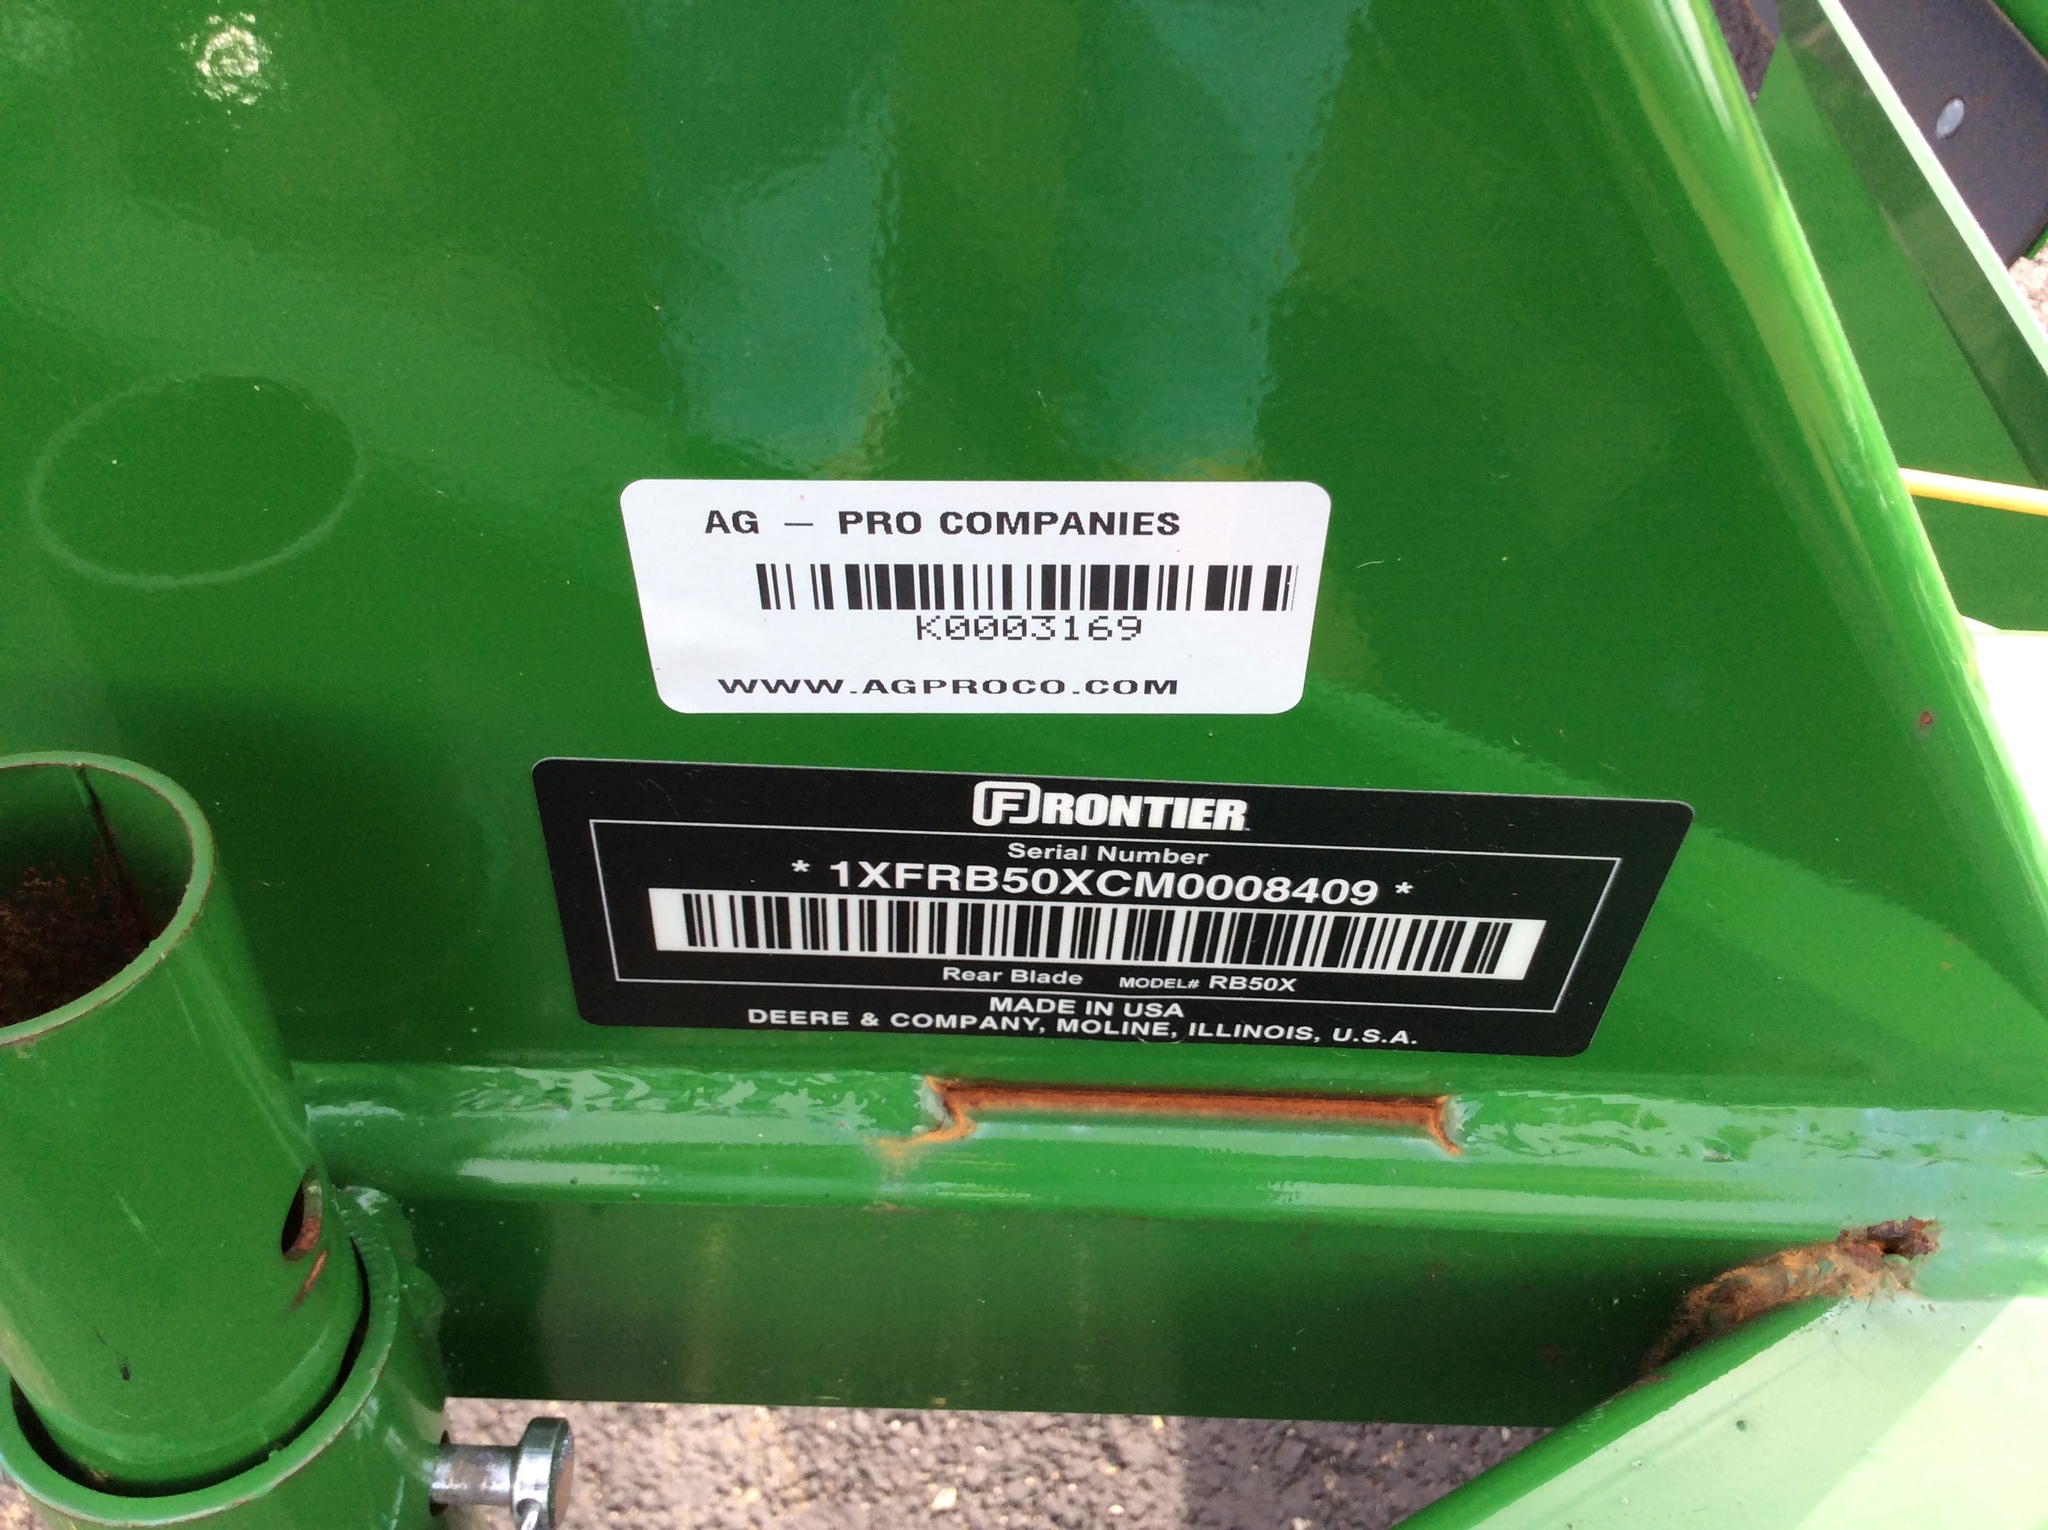 AG – PRO COMPANIES
K0003169
WWW.AGPROCO.COM
FRONTIER
Serial Number
* 1XFRB50XCM0008409 *
Rear Blade MODEL# RB50X
MADE IN USA
DEERE & COMPANY, MOLINE, ILLINOIS, U.S.A.